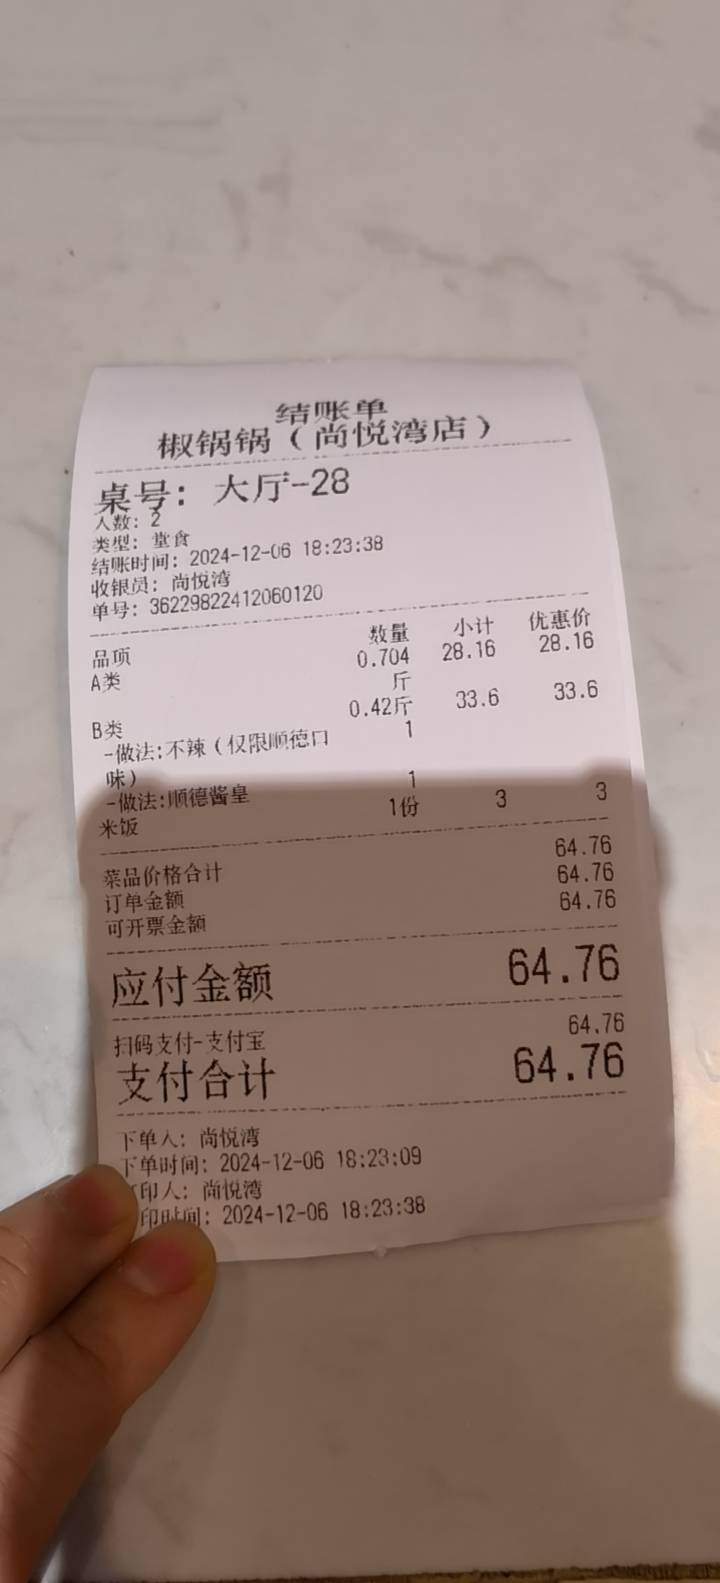 结账单
椒锅锅（尚悦湾店）
桌号: 大厅-28
人数: 2
类型: 堂食
结账时间: 2024-12-06 18:23:38
收银员: 尚悦湾
单号: 36229822412060120
品项 数量 小计 优惠价
A类 0.704斤 28.16 28.16
B类 0.42斤 33.6 33.6
-做法:不辣（仅限顺德口味） 1
-做法:顺德酱皇 1
米饭 1份 3 3
菜品价格合计 64.76
订单金额 64.76
可开票金额 64.76
应付金额 64.76
扫码支付-支付宝 64.76
支付合计 64.76
下单人: 尚悦湾
下单时间: 2024-12-06 18:23:09
印人: 尚悦湾
印时间: 2024-12-06 18:23:38